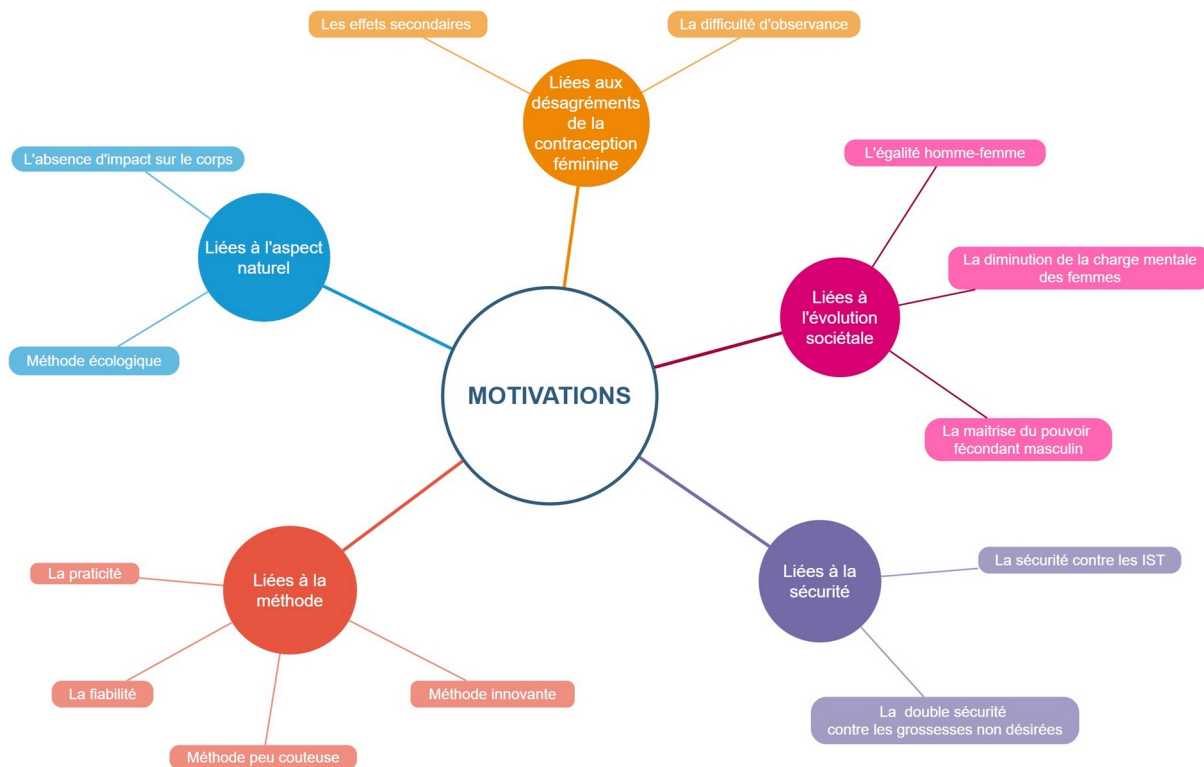 Les effets secondaires
La difficulté d'observance
Liées aux
désagréments
de la
contraception
féminine
L'absence d'impact sur le corps
Liées à l'aspect
naturel
Méthode écologique
L'égalité homme-femme
La diminution de la charge mentale
des femmes
Liées à
l'évolution
sociétale
La maitrise du pouvoir
fécondant masculin
MOTIVATIONS
La praticité
Liées à la
méthode
La fiabilité
Méthode innovante
Méthode peu couteuse
Liées à la
sécurité
La sécurité contre les IST
La double sécurité
contre les grossesses non désirées